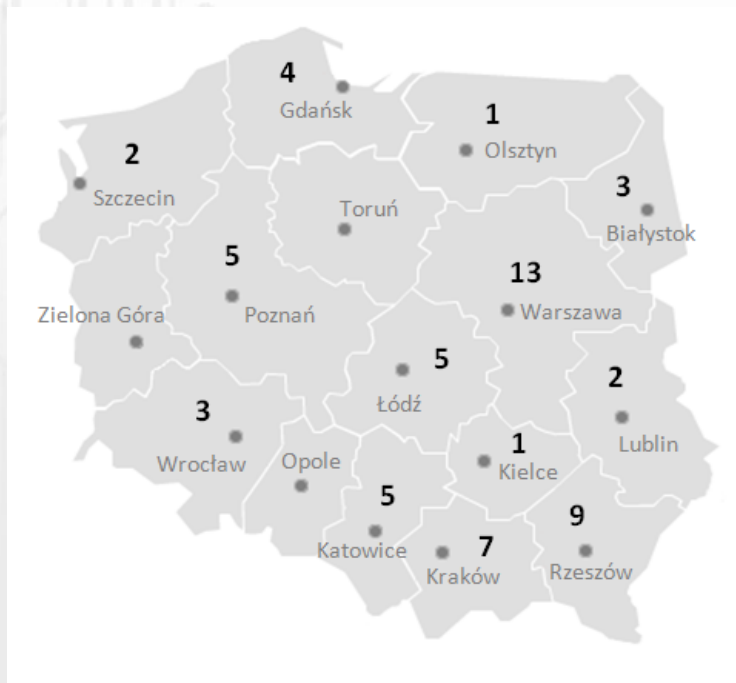 4
Gdańsk
1
Olsztyn
2
Szczecin
3
Białystok
Toruń
5
Poznań
13
Warszawa
Zielona Góra
5
Łódź
2
Lublin
3
Wrocław
1
Kielce
Opole
5
Katowice
7
Kraków
9
Rzeszów